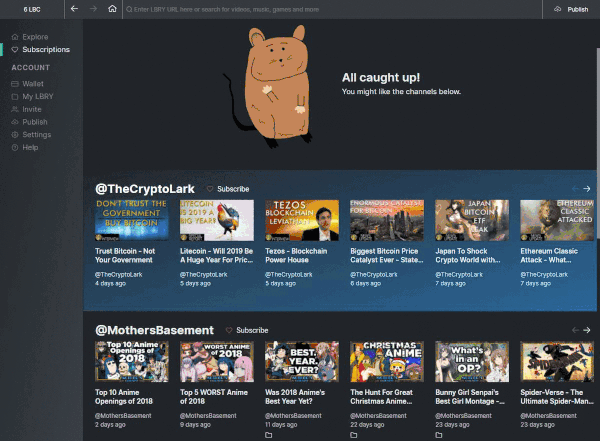 6 LBC
Enter LBRY URL here or search for videos, music, games and more
Publish
Explore
Subscriptions
ACCOUNT
Wallet
My LBRY
Invite
Publish
Settings
Help
All caught up!
You might like the channels below.
@TheCryptoLark
Subscribe
DON'T TRUST THE
GOVERNMENT
BUY BITCOIN
LITECOIN
IS 2019 A
BIG YEAR?
TEZOS
BLOCKCHAIN
LEVIATHAN
ENORMOUS CATALYST
FOR BITCOIN
JAPAN
BITCOIN
ETF
LEAK
ETHEREUM
CLASSIC
ATTACKED
Trust Bitcoin - Not
Your Government
@TheCryptoLark
4 days ago
Litecoin - Will 2019 Be
A Huge Year For Pric...
@TheCryptoLark
5 days ago
Tezos - Blockchain
Power House
@TheCryptoLark
5 days ago
Biggest Bitcoin Price
Catalyst Ever - State...
@TheCryptoLark
6 days ago
Japan To Shock
Crypto World with...
@TheCryptoLark
7 days ago
Ethereum Classic
Attack - What...
@TheCryptoLark
7 days ago
@MothersBasement
Subscribe
Top 10 Anime
Openings of
2018
WORST ANIME
of 2018
BEST.
YEAR.
EVER?
CHRISTMAS
ANIME
What's
in an
OP?
Top 10 Anime
Openings of 2018
@MothersBasement
2 days ago
Top 5 WORST Anime
of 2018
@MothersBasement
9 days ago
Was 2018 Anime's
Best Year Yet?
@MothersBasement
11 days ago
The Hunt For Great
Christmas Anime...
@MothersBasement
22 days ago
Bunny Girl Senpai's
Best Girl Montage -...
@MothersBasement
23 days ago
Spider-Verse - The
Ultimate Spider-Man...
@MothersBasement
23 days ago